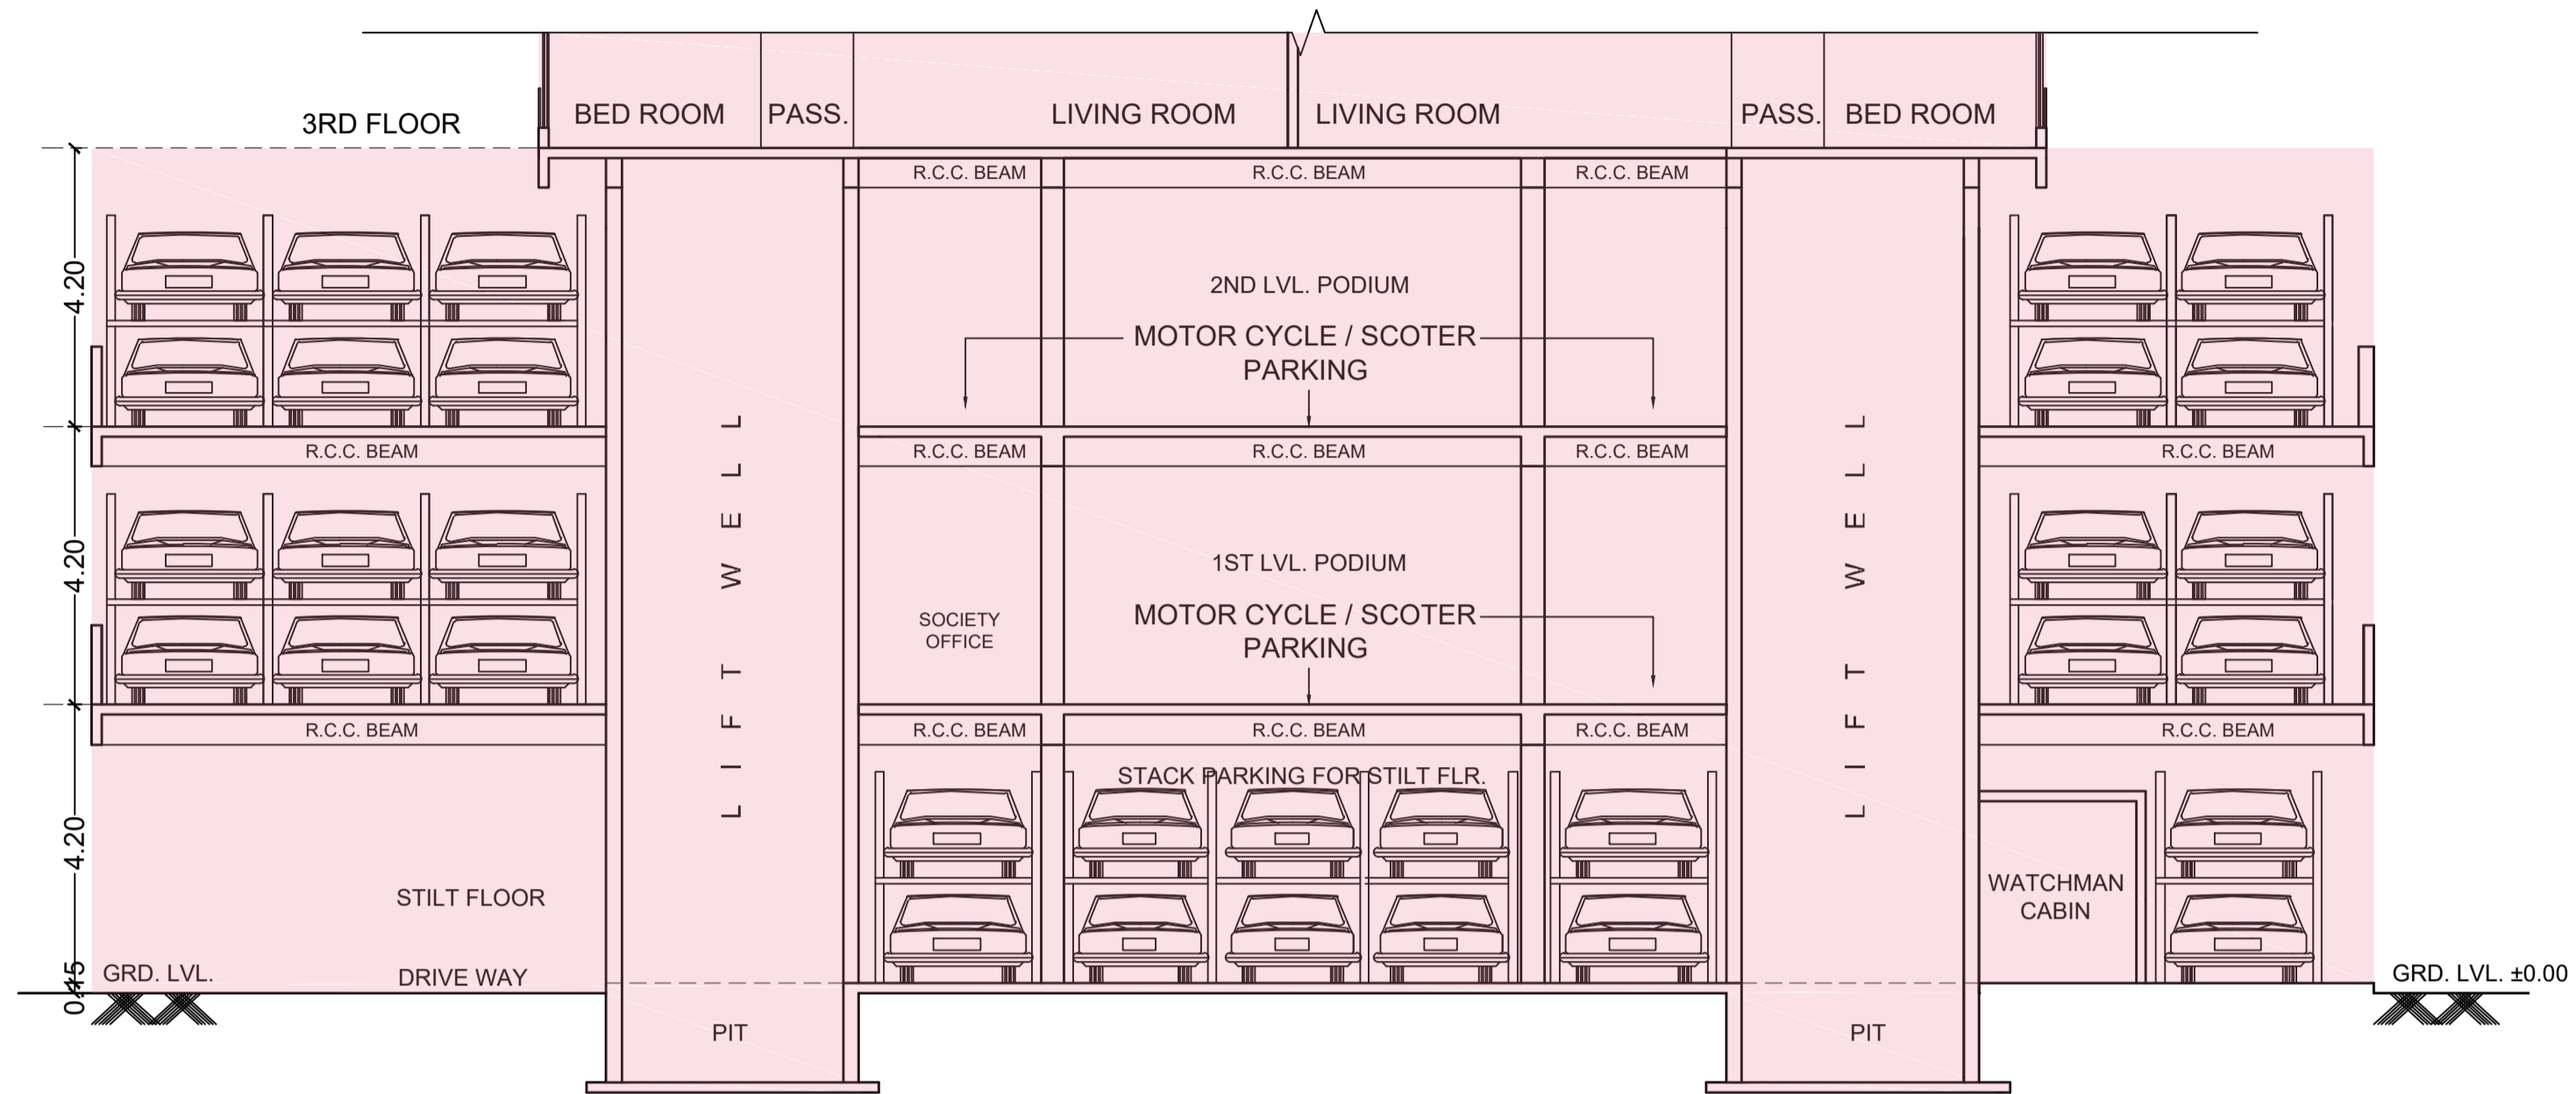 BED ROOM PASS. LIVING ROOM LIVING ROOM PASS. BED ROOM
3RD FLOOR
R.C.C. BEAM R.C.C. BEAM R.C.C. BEAM
4.20
2ND LVL. PODIUM
MOTOR CYCLE / SCOTER
PARKING
R.C.C. BEAM R.C.C. BEAM R.C.C. BEAM R.C.C. BEAM R.C.C. BEAM
LIFT WELL
LIFT WELL
4.20
1ST LVL. PODIUM
SOCIETY
OFFICE
MOTOR CYCLE / SCOTER
PARKING
R.C.C. BEAM R.C.C. BEAM R.C.C. BEAM R.C.C. BEAM R.C.C. BEAM
STACK PARKING FOR STILT FLR.
4.20
STILT FLOOR
WATCHMAN
CABIN
GRD. LVL.
DRIVE WAY
GRD. LVL. ±0.00
PIT PIT